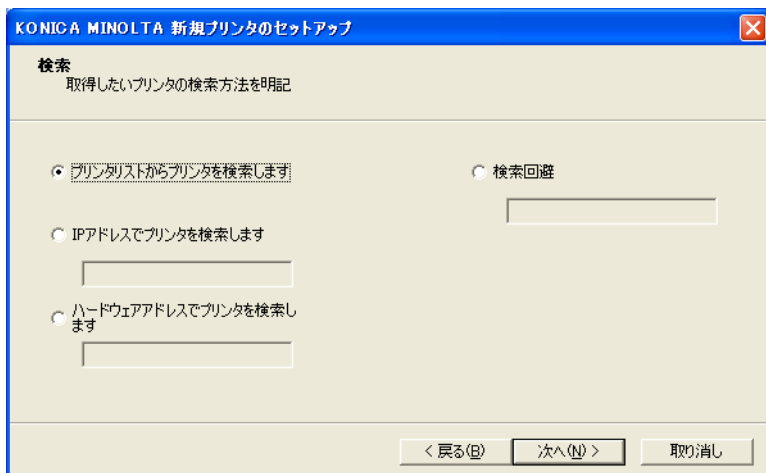 KONICA MINOLTA 新規プリンタのセットアップ
検索
取得したいプリンタの検索方法を明記
プリンタリストからプリンタを検索します
検索回避
IPアドレスでプリンタを検索します
ハードウェアアドレスでプリンタを検索し
ます
< 戻る(B)
次へ(N) >
取り消し